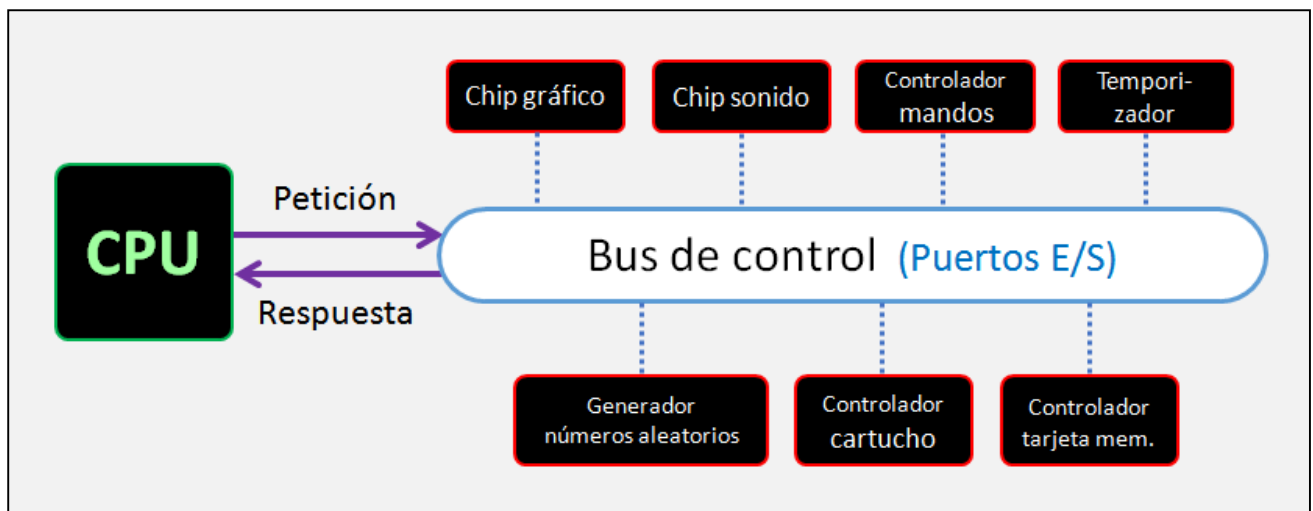 Chip gráfico
Chip sonido
Controlador
mandos
Tempori-
zador
CPU
Petición
Respuesta
Bus de control (Puertos E/S)
Generador
números aleatorios
Controlador
cartucho
Controlador
tarjeta mem.